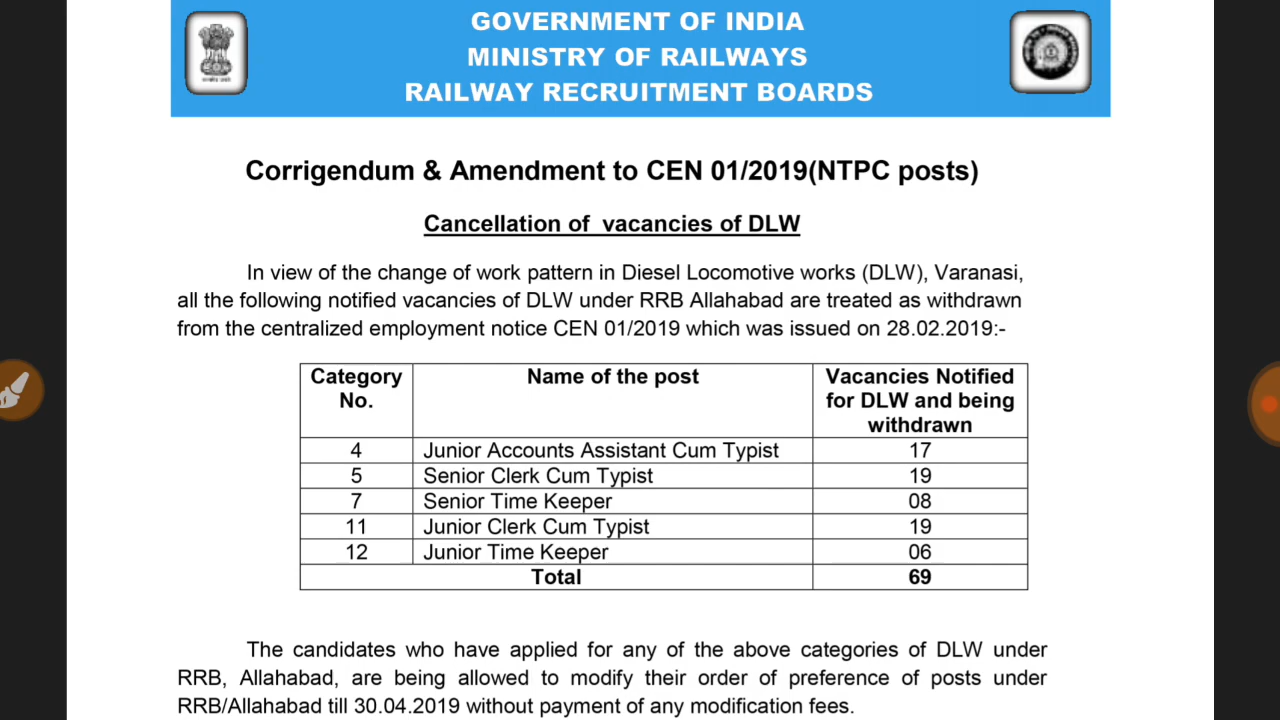 GOVERNMENT OF INDIA
MINISTRY OF RAILWAYS
RAILWAY RECRUITMENT BOARDS
Corrigendum & Amendment to CEN 01/2019(NTPC posts)
Cancellation of vacancies of DLW
In view of the change of work pattern in Diesel Locomotive works (DLW), Varanasi,
all the following notified vacancies of DLW under RRB Allahabad are treated as withdrawn
from the centralized employment notice CEN 01/2019 which was issued on 28.02.2019:-
Category No. Name of the post Vacancies Notified for DLW and being withdrawn
4 Junior Accounts Assistant Cum Typist 17
5 Senior Clerk Cum Typist 19
7 Senior Time Keeper 08
11 Junior Clerk Cum Typist 19
12 Junior Time Keeper 06
Total 69
The candidates who have applied for any of the above categories of DLW under
RRB, Allahabad, are being allowed to modify their order of preference of posts under
RRB/Allahabad till 30.04.2019 without payment of any modification fees.